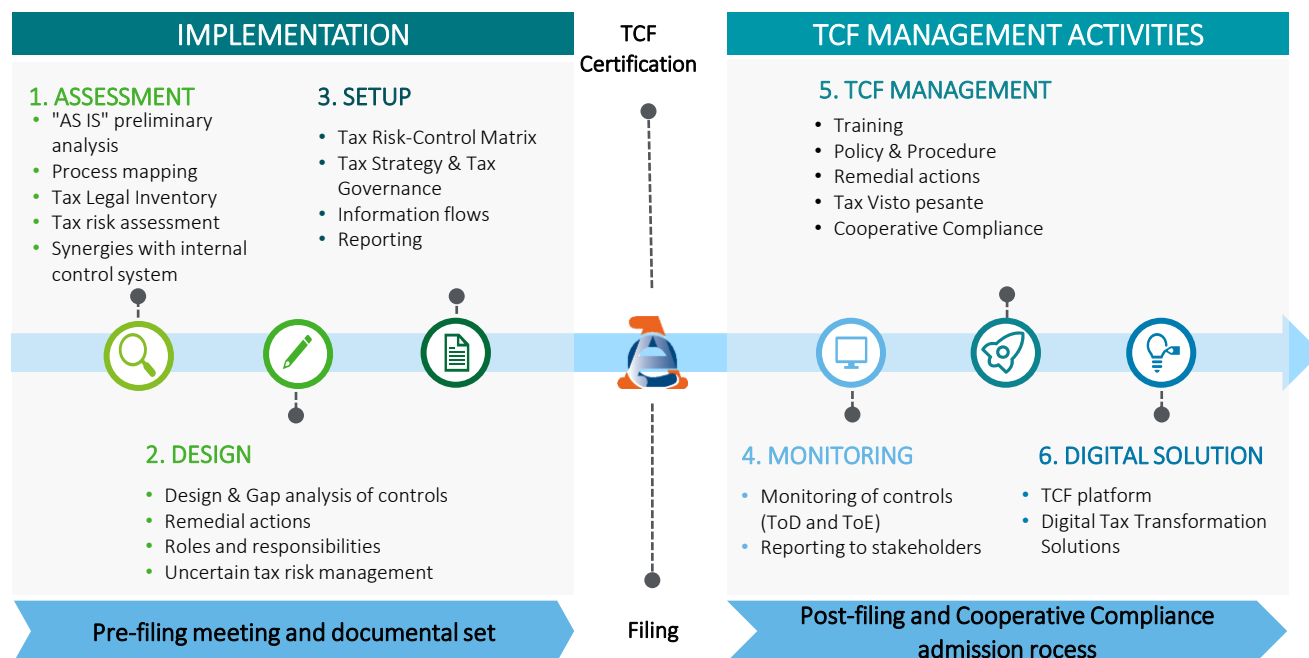 IMPLEMENTATION
1. ASSESSMENT
• "AS IS" preliminary
analysis
• Process mapping
• Tax Legal Inventory
• Tax risk assessment
• Synergies with internal
control system
3. SETUP
• Tax Risk-Control Matrix
• Tax Strategy & Tax
Governance
• Information flows
• Reporting
2. DESIGN
• Design & Gap analysis of controls
• Remedial actions
• Roles and responsibilities
• Uncertain tax risk management
Pre-filing meeting and documental set
TCF
Certification
e
Filing
TCF MANAGEMENT ACTIVITIES
5. TCF MANAGEMENT
• Training
• Policy & Procedure
• Remedial actions
• Tax Visto pesante
• Cooperative Compliance
4. MONITORING
• Monitoring of controls
(ToD and ToE)
• Reporting to stakeholders
6. DIGITAL SOLUTION
• TCF platform
• Digital Tax Transformation
Solutions
Post-filing and Cooperative Compliance
admission rocess